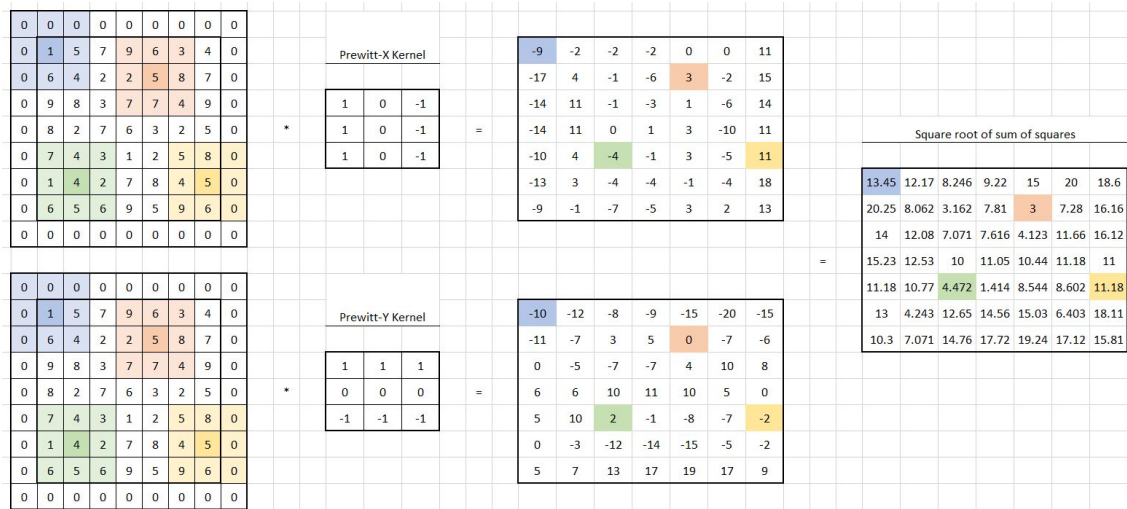 0 0 0 0 0 0 0 0 0
0 1 5 7 9 6 3 4 0 Prewitt-X Kernel -9 -2 -2 -2 0 0 11
0 6 4 2 2 5 8 7 0 -17 4 -1 -6 3 -2 15
0 9 8 3 7 7 4 9 0 1 0 -1 -14 11 -1 -3 1 -6 14
0 8 2 7 6 3 2 5 0 * 1 0 -1 = -14 11 0 1 3 -10 11 Square root of sum of squares
0 7 4 3 1 2 5 8 0 1 0 -1 -10 4 -4 -1 3 -5 11
0 1 4 2 7 8 4 5 0 -13 3 -4 -4 -1 -4 18 13.45 12.17 8.246 9.22 15 20 18.6
0 6 5 6 9 5 9 6 0 -9 -1 -7 -5 3 2 13 20.25 8.062 3.162 7.81 3 7.28 16.16
0 0 0 0 0 0 0 0 0 14 12.08 7.071 7.616 4.123 11.66 16.12
= 15.23 12.53 10 11.05 10.44 11.18 11
0 0 0 0 0 0 0 0 0 11.18 10.77 4.472 1.414 8.544 8.602 11.18
0 1 5 7 9 6 3 4 0 Prewitt-Y Kernel -10 -12 -8 -9 -15 -20 -15 13 4.243 12.65 14.56 15.03 6.403 18.11
0 6 4 2 2 5 8 7 0 -11 -7 3 5 0 -7 -6 10.3 7.071 14.76 17.72 19.24 17.12 15.81
0 9 8 3 7 7 4 9 0 1 1 1 0 -5 -7 -7 4 10 8
0 8 2 7 6 3 2 5 0 * 0 0 0 = 6 6 10 11 10 5 0
0 7 4 3 1 2 5 8 0 -1 -1 -1 5 10 2 -1 -8 -7 -2
0 1 4 2 7 8 4 5 0 0 -3 -12 -14 -15 -5 -2
0 6 5 6 9 5 9 6 0 5 7 13 17 19 17 9
0 0 0 0 0 0 0 0 0